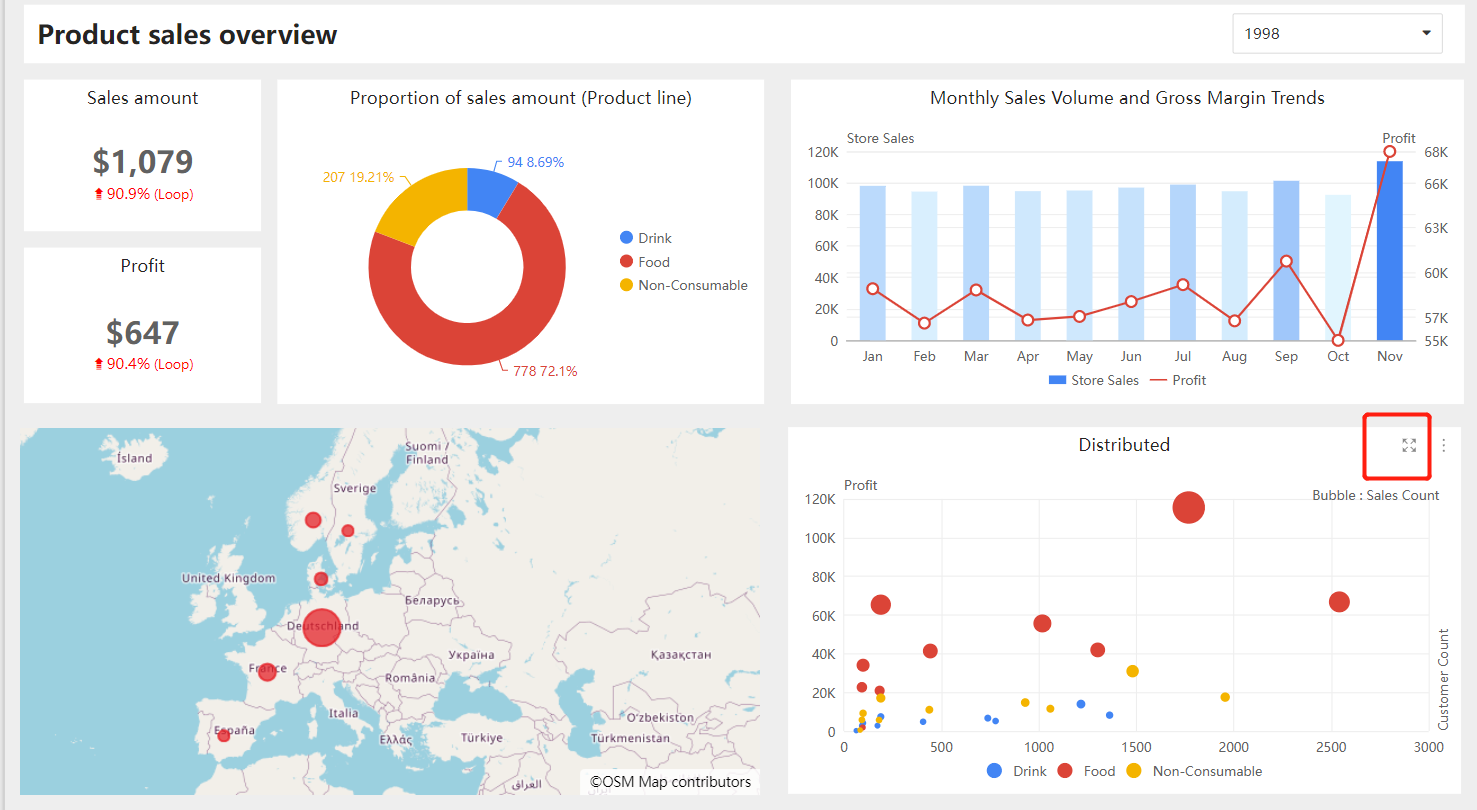 Product sales overview
1998
Sales amount
$1,079
90.9% (Loop)
Profit
$647
90.4% (Loop)
Proportion of sales amount (Product line)
94 8.69%
207 19.21%
778 72.1%
Drink
Food
Non-Consumable
Monthly Sales Volume and Gross Margin Trends
Store Sales
Profit
120K
100K
80K
60K
40K
20K
0
68K
66K
63K
60K
57K
55K
Jan Feb Mar Apr May Jun Jul Aug Sep Oct Nov
Store Sales Profit
Ísland
Suomi /
Finland
Sverige
United Kingdom
Беларусь
Deutschland
Україна
Қазақстан
France
România
Italia
O'zbekiston
España
Ελλάς
Türkiye
Türkmenistan
العراق
©OSM Map contributors
Distributed
Profit
Bubble : Sales Count
120K
100K
80K
60K
40K
20K
0
Customer Count
0 500 1000 1500 2000 2500 3000
Drink Food Non-Consumable